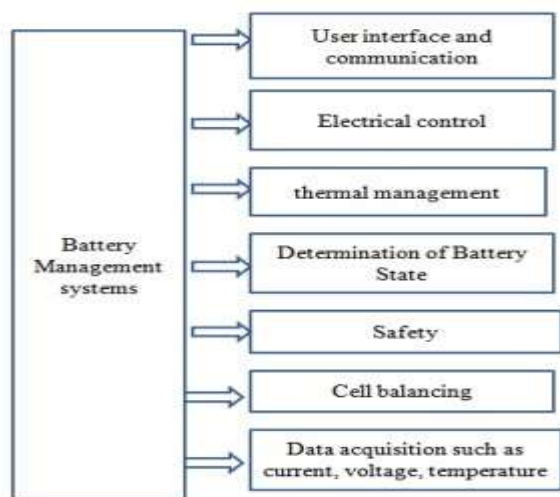 User interface and
communication
Electrical control
thermal management
Battery
Management
systems
Determination of Battery
State
Safety
Cell balancing
Data acquisition such as
current, voltage, temperature